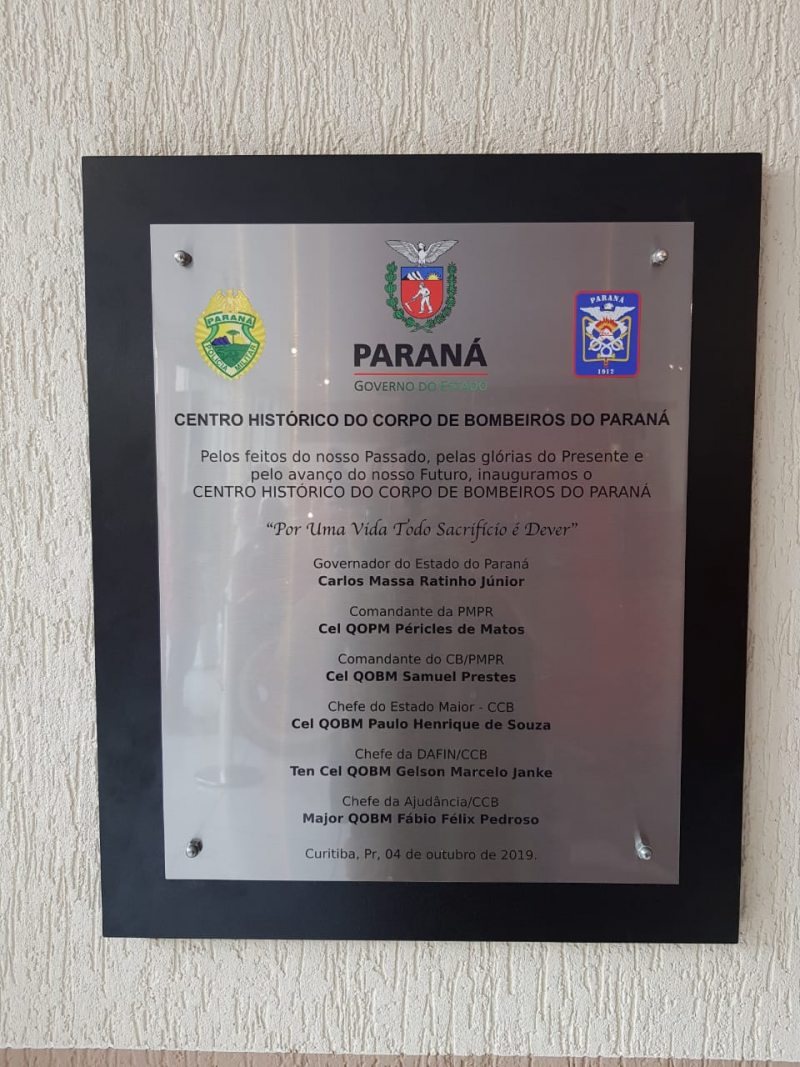 PARANÁ
POLÍCIA MILITAR
PARANÁ
GOVERNO DO ESTADO
PARANÁ
1912
CENTRO HISTÓRICO DO CORPO DE BOMBEIROS DO PARANÁ
Pelos feitos do nosso Passado, pelas glórias do Presente e
pelo avanço do nosso Futuro, inauguramos o
CENTRO HISTÓRICO DO CORPO DE BOMBEIROS DO PARANÁ
“Por Uma Vida Todo Sacrifício é Dever”
Governador do Estado do Paraná
Carlos Massa Ratinho Júnior
Comandante da PMPR
Cel QOPM Péricles de Matos
Comandante do CB/PMPR
Cel QOBM Samuel Prestes
Chefe do Estado Maior - CCB
Cel QOBM Paulo Henrique de Souza
Chefe da DAFIN/CCB
Ten Cel QOBM Gelson Marcelo Janke
Chefe da Ajudância/CCB
Major QOBM Fábio Félix Pedroso
Curitiba, Pr, 04 de outubro de 2019.